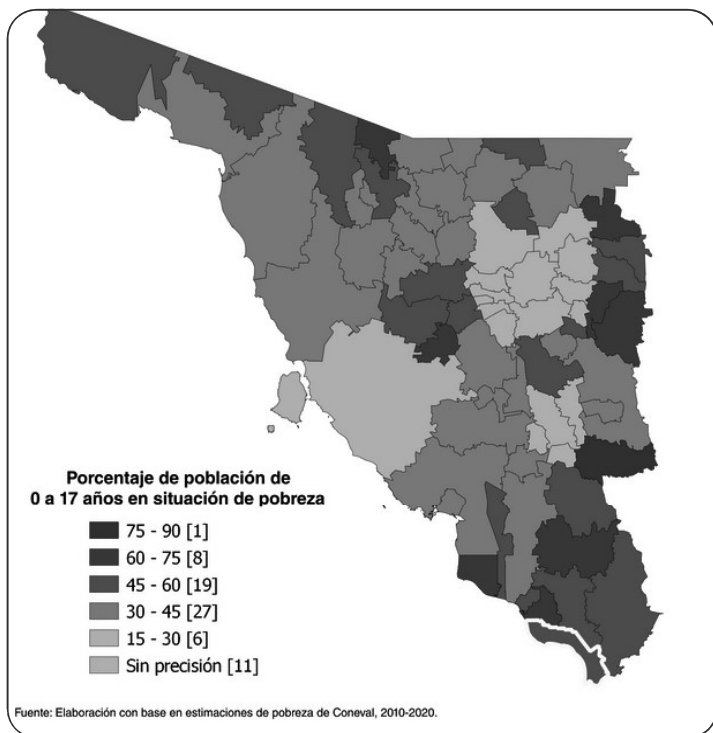 Porcentaje de población de
0 a 17 años en situación de pobreza
75 - 90 [1]
60 - 75 [8]
45 - 60 [19]
30 - 45 [27]
15 - 30 [6]
Sin precisión [11]
Fuente: Elaboración con base en estimaciones de pobreza de Coneval, 2010-2020.